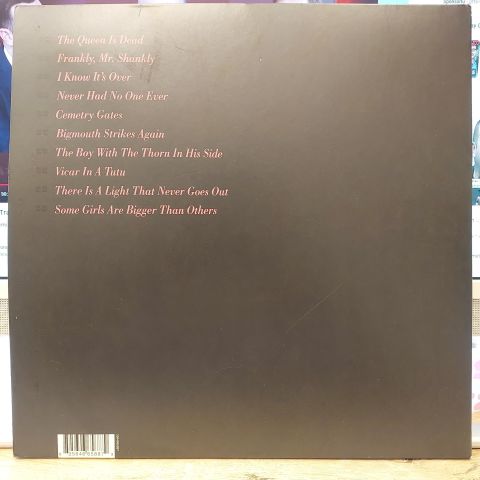 The Queen Is Dead
Frankly, Mr. Shankly
I Know It's Over
Never Had No One Ever
Cemetry Gates
Bigmouth Strikes Again
The Boy With The Thorn In His Side
Vicar In A Tutu
There Is A Light That Never Goes Out
Some Girls Are Bigger Than Others